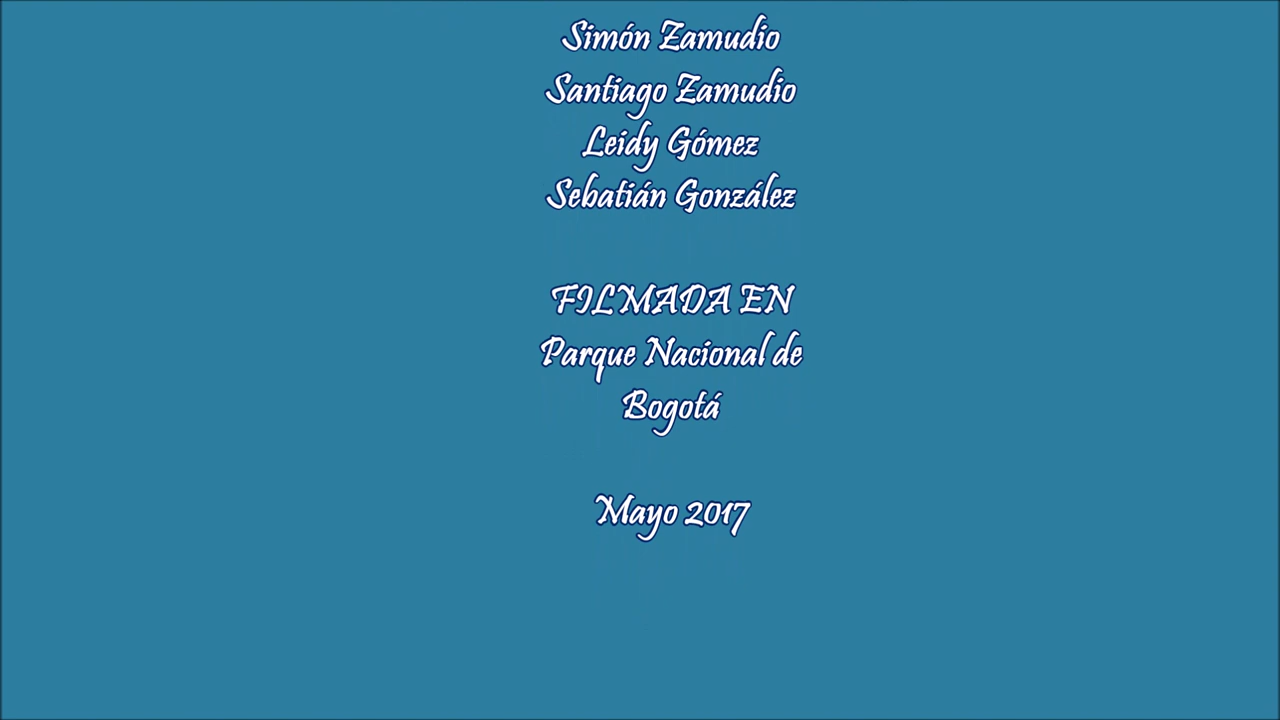 Simón Zamudio
Santiago Zamudio
Leidy Gómez
Sebatián González
FILMADA EN
Parque Nacional de
Bogotá
Mayo 2017